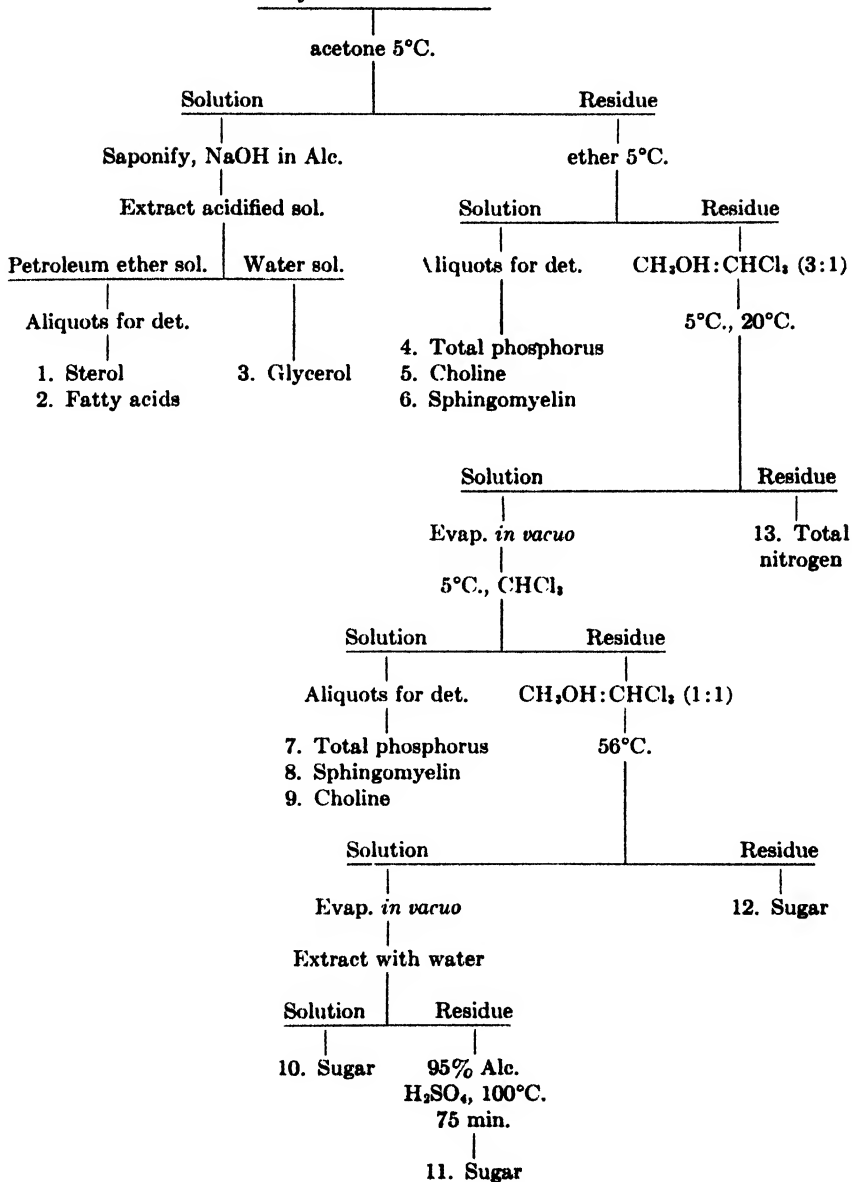 acetone 5°C.
Solution Residue
Saponify, NaOH in Alc. ether 5°C.
Extract acidified sol. Solution Residue
Petroleum ether sol. Water sol. Aliquots for det. CH₃OH:CHCl₃ (3:1)
Aliquots for det. 5°C., 20°C.
4. Total phosphorus
1. Sterol 3. Glycerol 5. Choline
2. Fatty acids 6. Sphingomyelin
Solution Residue
Evap. in vacuo 13. Total
nitrogen
5°C., CHCl₃
Solution Residue
Aliquots for det. CH₃OH:CHCl₃ (1:1)
7. Total phosphorus 56°C.
8. Sphingomyelin
9. Choline
Solution Residue
Evap. in vacuo 12. Sugar
Extract with water
Solution Residue
10. Sugar 95% Alc.
H₂SO₄, 100°C.
75 min.
11. Sugar